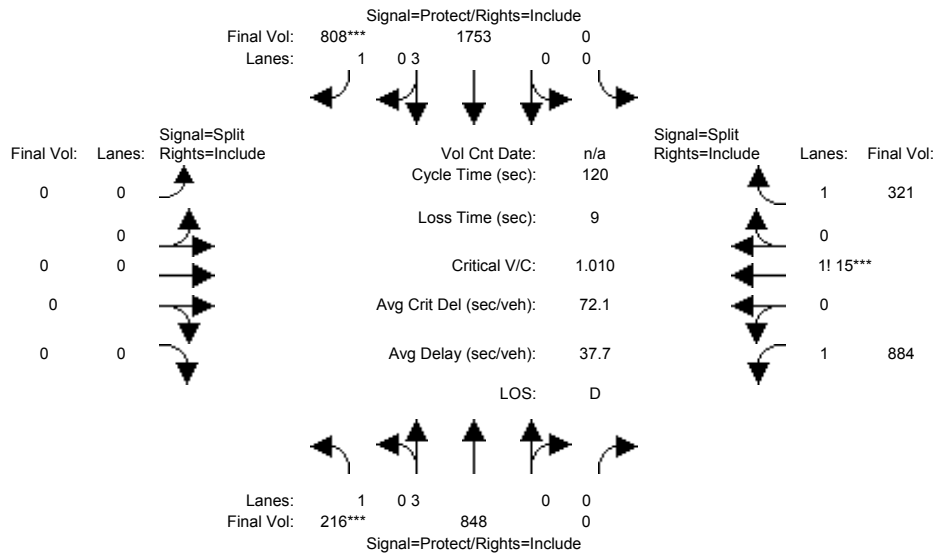 Signal=Protect/Rights=Include
Final Vol: 808*** 1753 0
Lanes: 1 0 3 0 0
Signal=Split
Rights=Include
Final Vol: Lanes:
Vol Cnt Date: n/a
Signal=Split
Rights=Include
Lanes: Final Vol:
Cycle Time (sec): 120
0 0
1 321
Loss Time (sec): 9
0
0
0 0
Critical V/C: 1.010
1! 15***
0
Avg Crit Del (sec/veh): 72.1
0
0 0
Avg Delay (sec/veh): 37.7
1 884
LOS: D
Lanes: 1 0 3 0 0
Final Vol: 216*** 848 0
Signal=Protect/Rights=Include